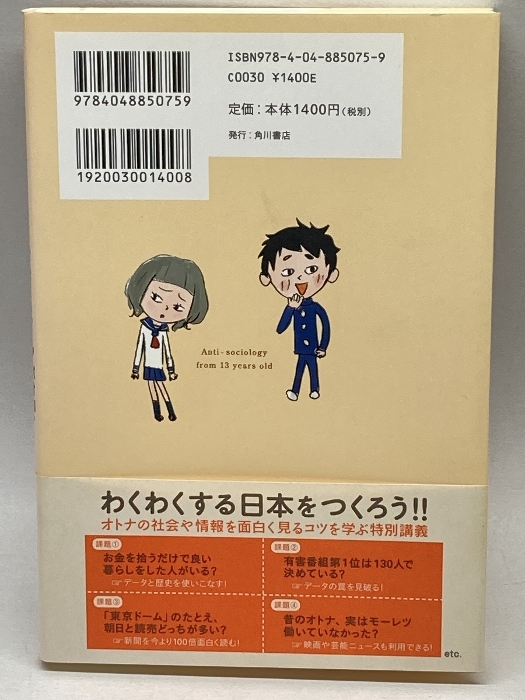 ISBN978-4-04-885075-9
C0030 ¥1400E
定価：本体1400円（税別）
発行：角川書店
9784048850759
1920030014008
Anti-sociology
from 13 years old
わくわくする日本をつくろう!!
オトナの社会や情報を面白く見るコツを学ぶ特別講義
課題①
お金を拾うだけで良い
暮らしをした人がいる？
☞データと歴史を使いこなす！
課題②
有害番組第1位は130人で
決めている？
☞データの罠を見破る！
課題③
「東京ドーム」のたとえ、
朝日と読売どっちが多い？
☞新聞を今より100倍面白く読む！
課題④
昔のオトナ、実はモーレツ
働いていなかった？
☞映画や芸能ニュースも利用できる！
etc.